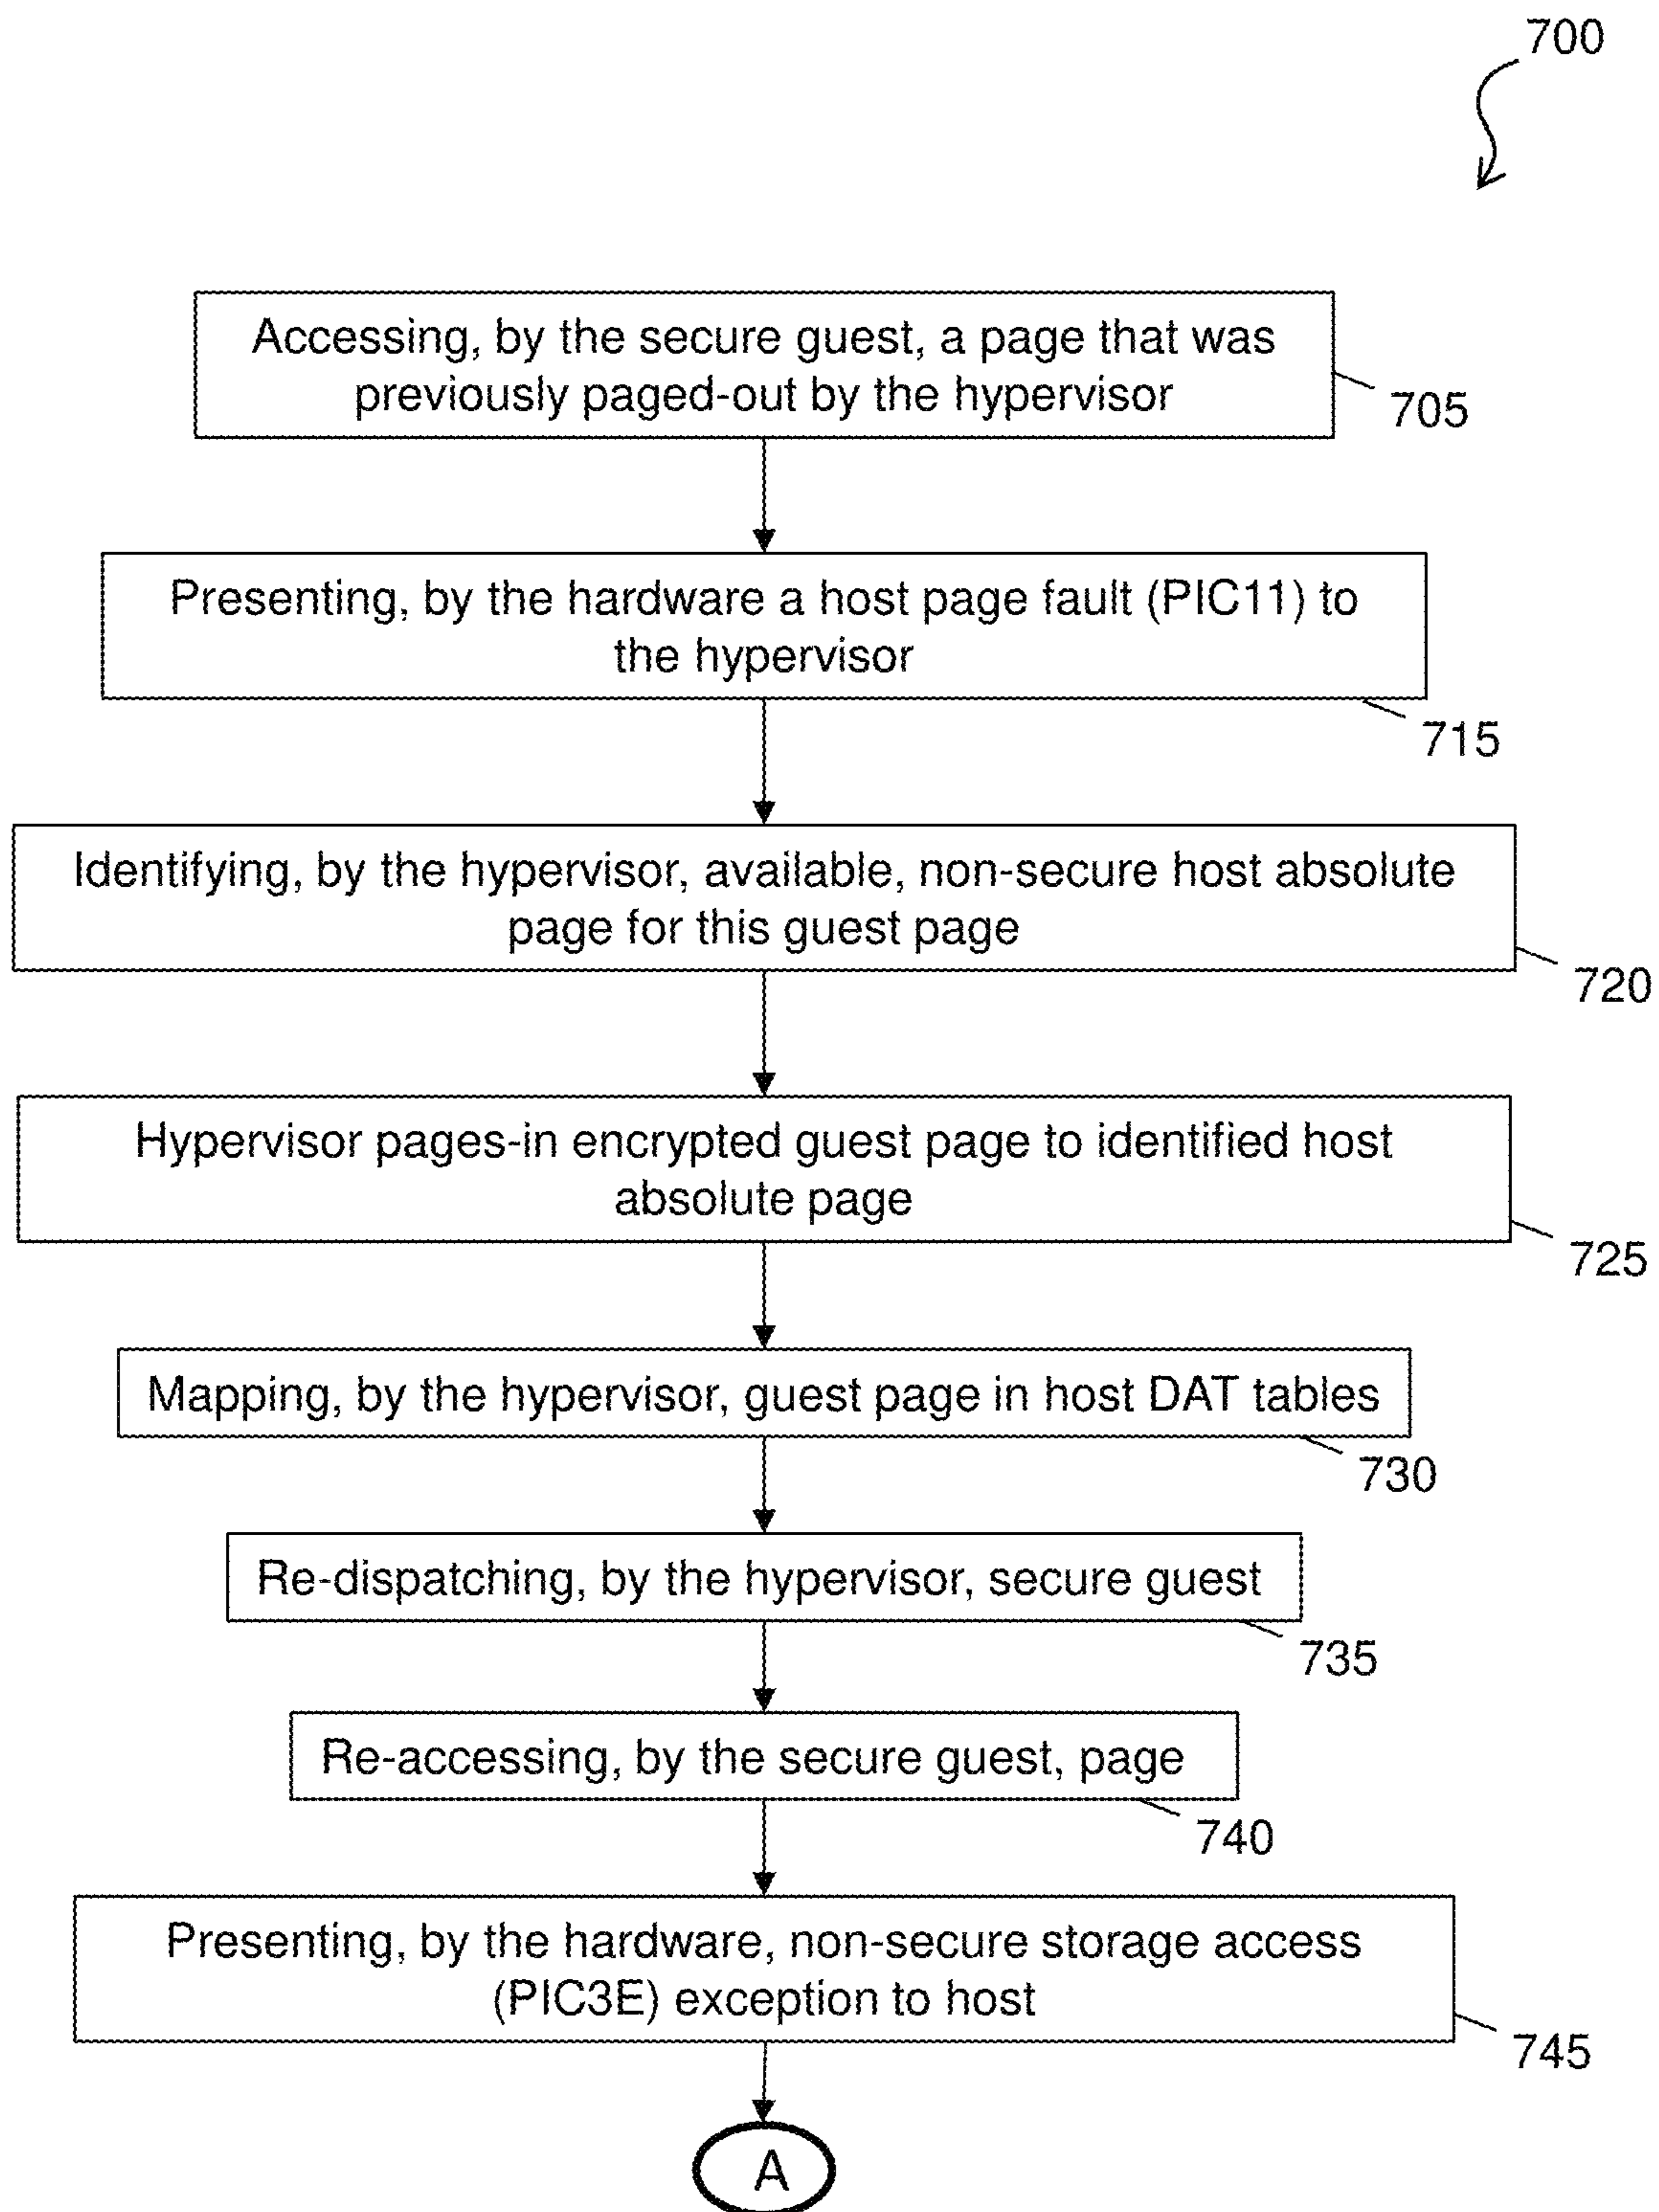 700
Accessing, by the secure guest, a page that was
previously paged-out by the hypervisor
705
Presenting, by the hardware a host page fault (PIC11) to
the hypervisor
715
Identifying, by the hypervisor, available, non-secure host absolute
page for this guest page
720
Hypervisor pages-in encrypted guest page to identified host
absolute page
725
Mapping, by the hypervisor, guest page in host DAT tables
730
Re-dispatching, by the hypervisor, secure guest
735
Re-accessing, by the secure guest, page
740
Presenting, by the hardware, non-secure storage access
(PIC3E) exception to host
745
A